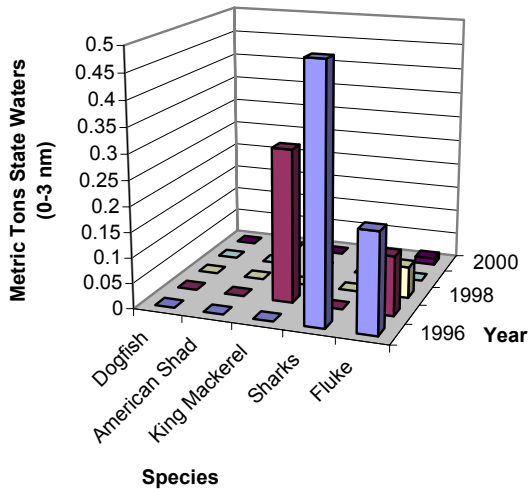 Metric Tons State Waters
(0-3 nm)
0.5
0.45
0.4
0.35
0.3
0.25
0.2
0.15
0.1
0.05
0
Dogfish
American Shad
King Mackerel
Sharks
Fluke
Species
2000
1998
1996
Year